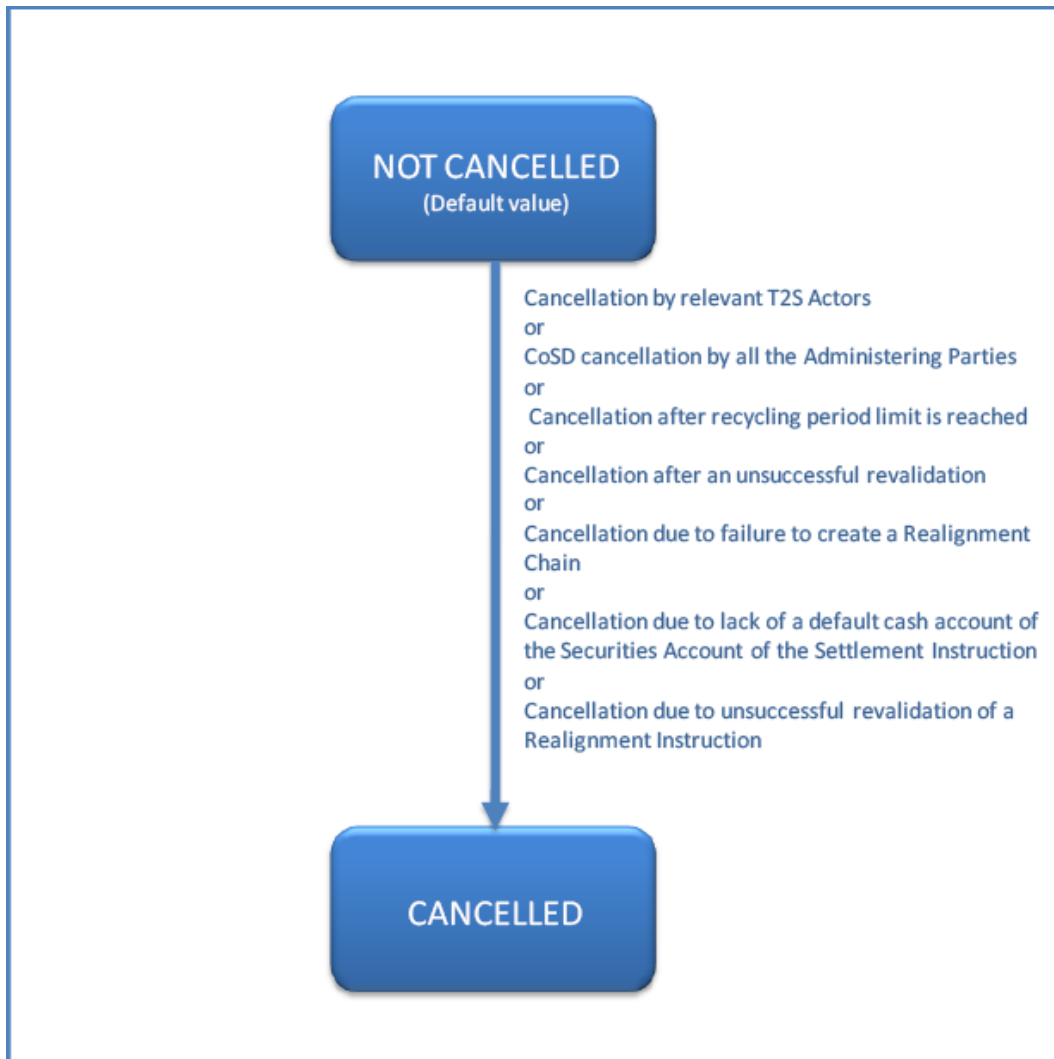 NOT CANCELLED
(Default value)
Cancellation by relevant T2S Actors
or
CoSD cancellation by all the Administering Parties
or
Cancellation after recycling period limit is reached
or
Cancellation after an unsuccessful revalidation
or
Cancellation due to failure to create a Realignment
Chain
or
Cancellation due to lack of a default cash account of
the Securities Account of the Settlement Instruction
or
Cancellation due to unsuccessful revalidation of a
Realignment Instruction
CANCELLED